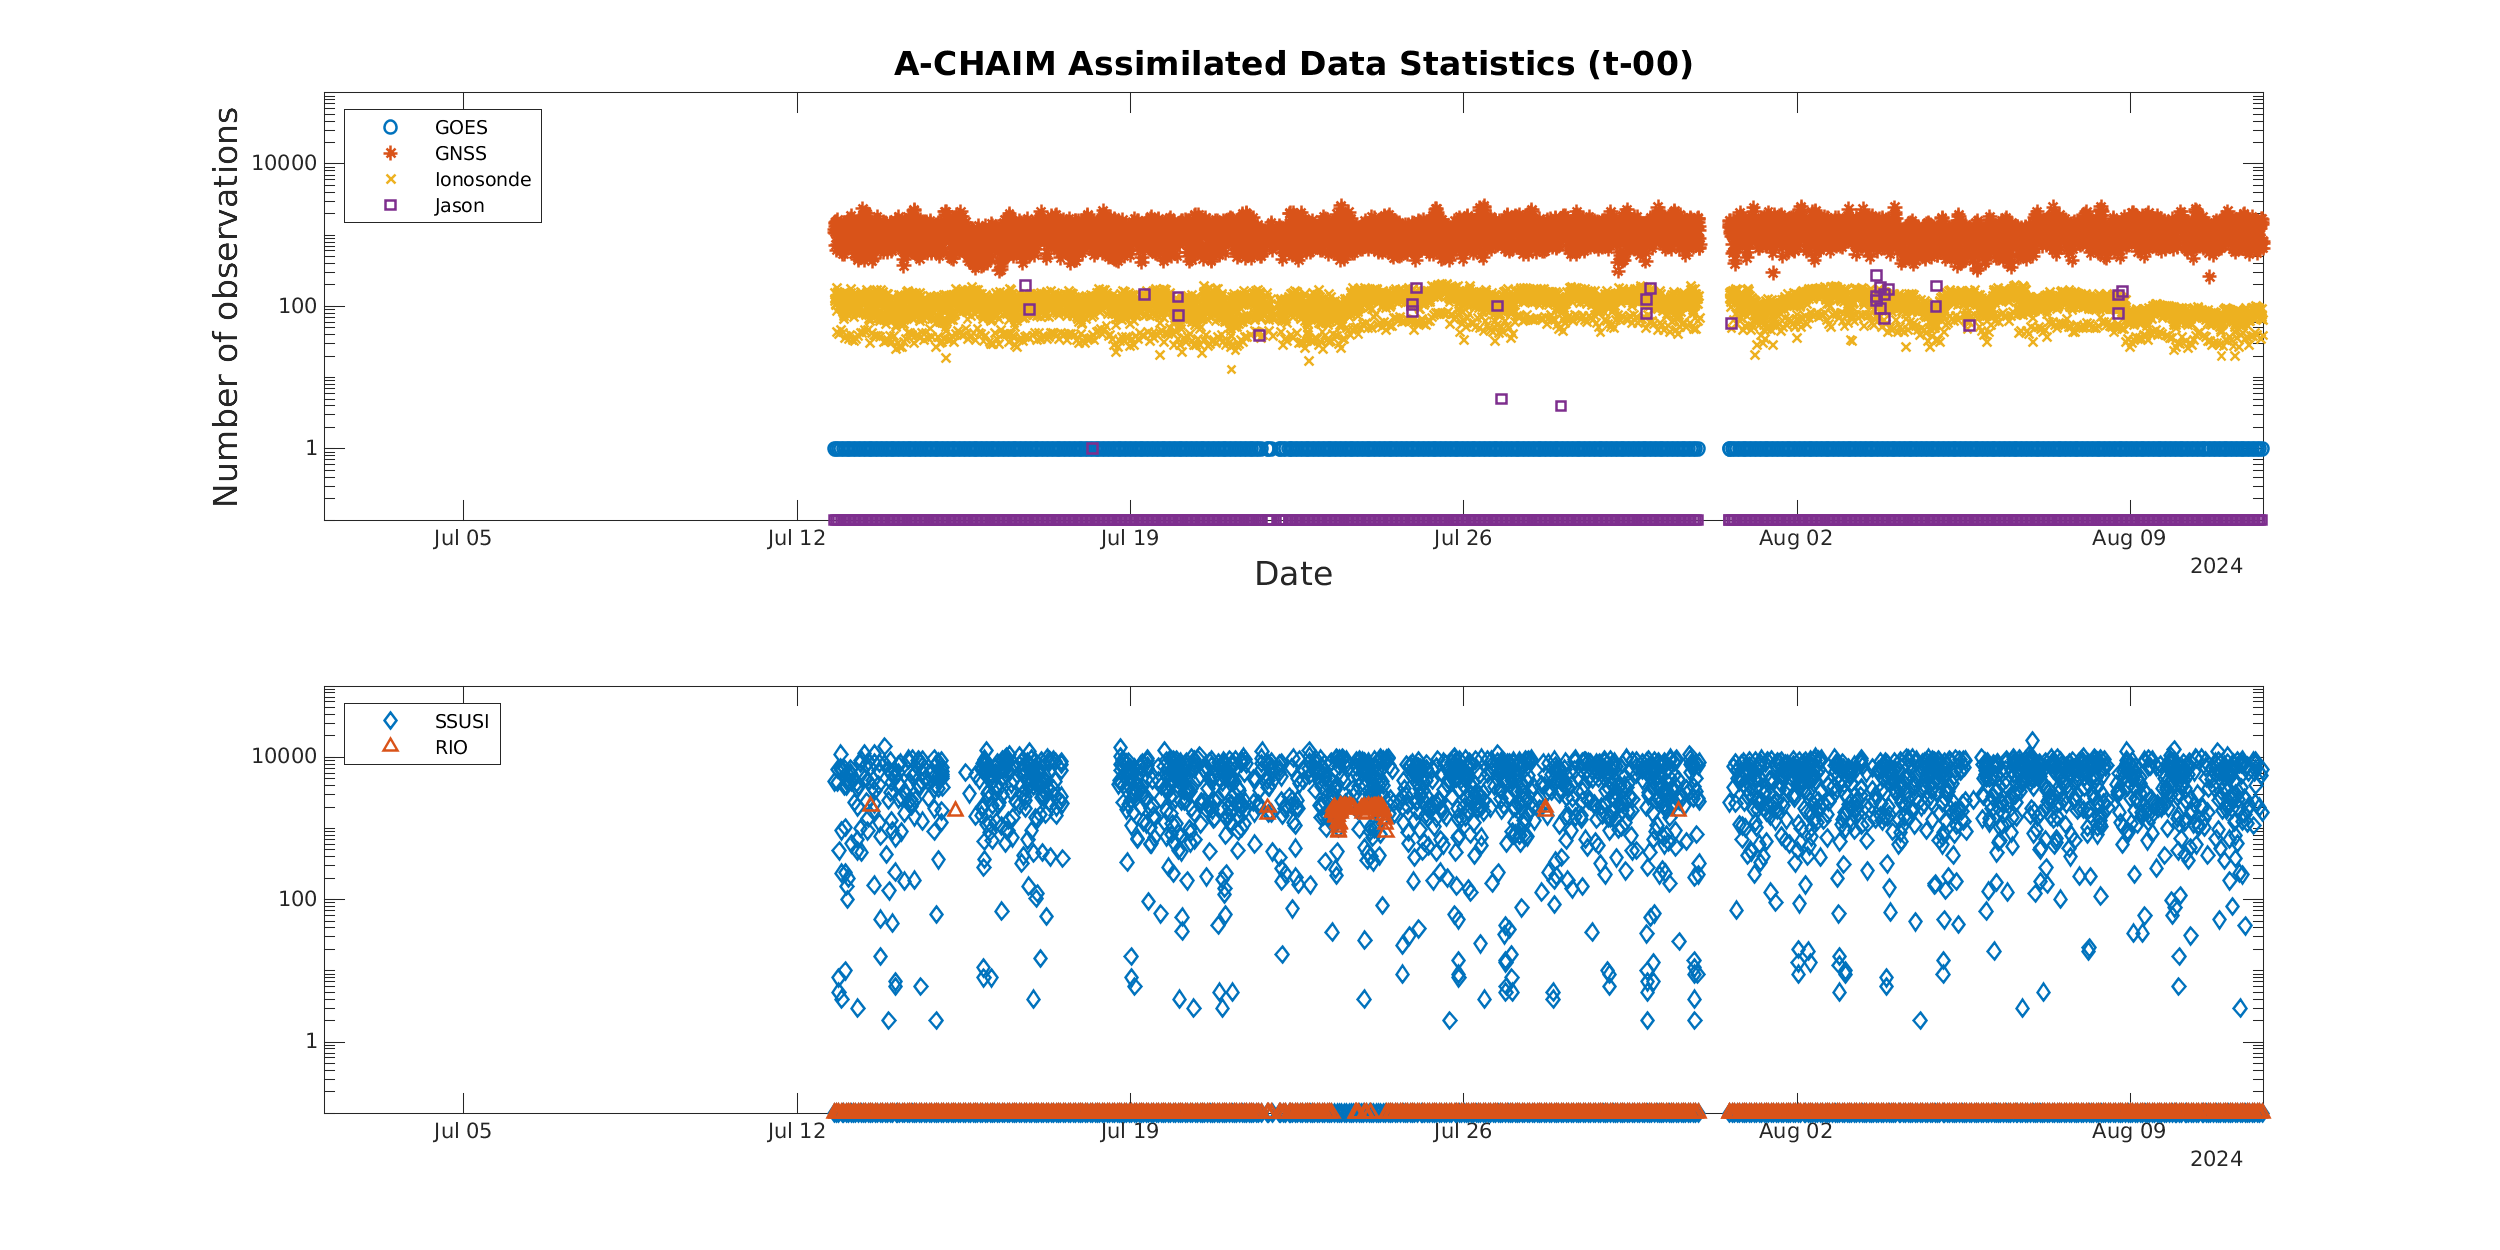 A-CHAIM Assimilated Data Statistics (t-00)
Number of observations
10000
100
1
GOES
GNSS
Ionosonde
Jason
Jul 05
Jul 12
Jul 19
Jul 26
Aug 02
Aug 09
2024
Date
10000
100
1
SSUSI
RIO
Jul 05
Jul 12
Jul 19
Jul 26
Aug 02
Aug 09
2024